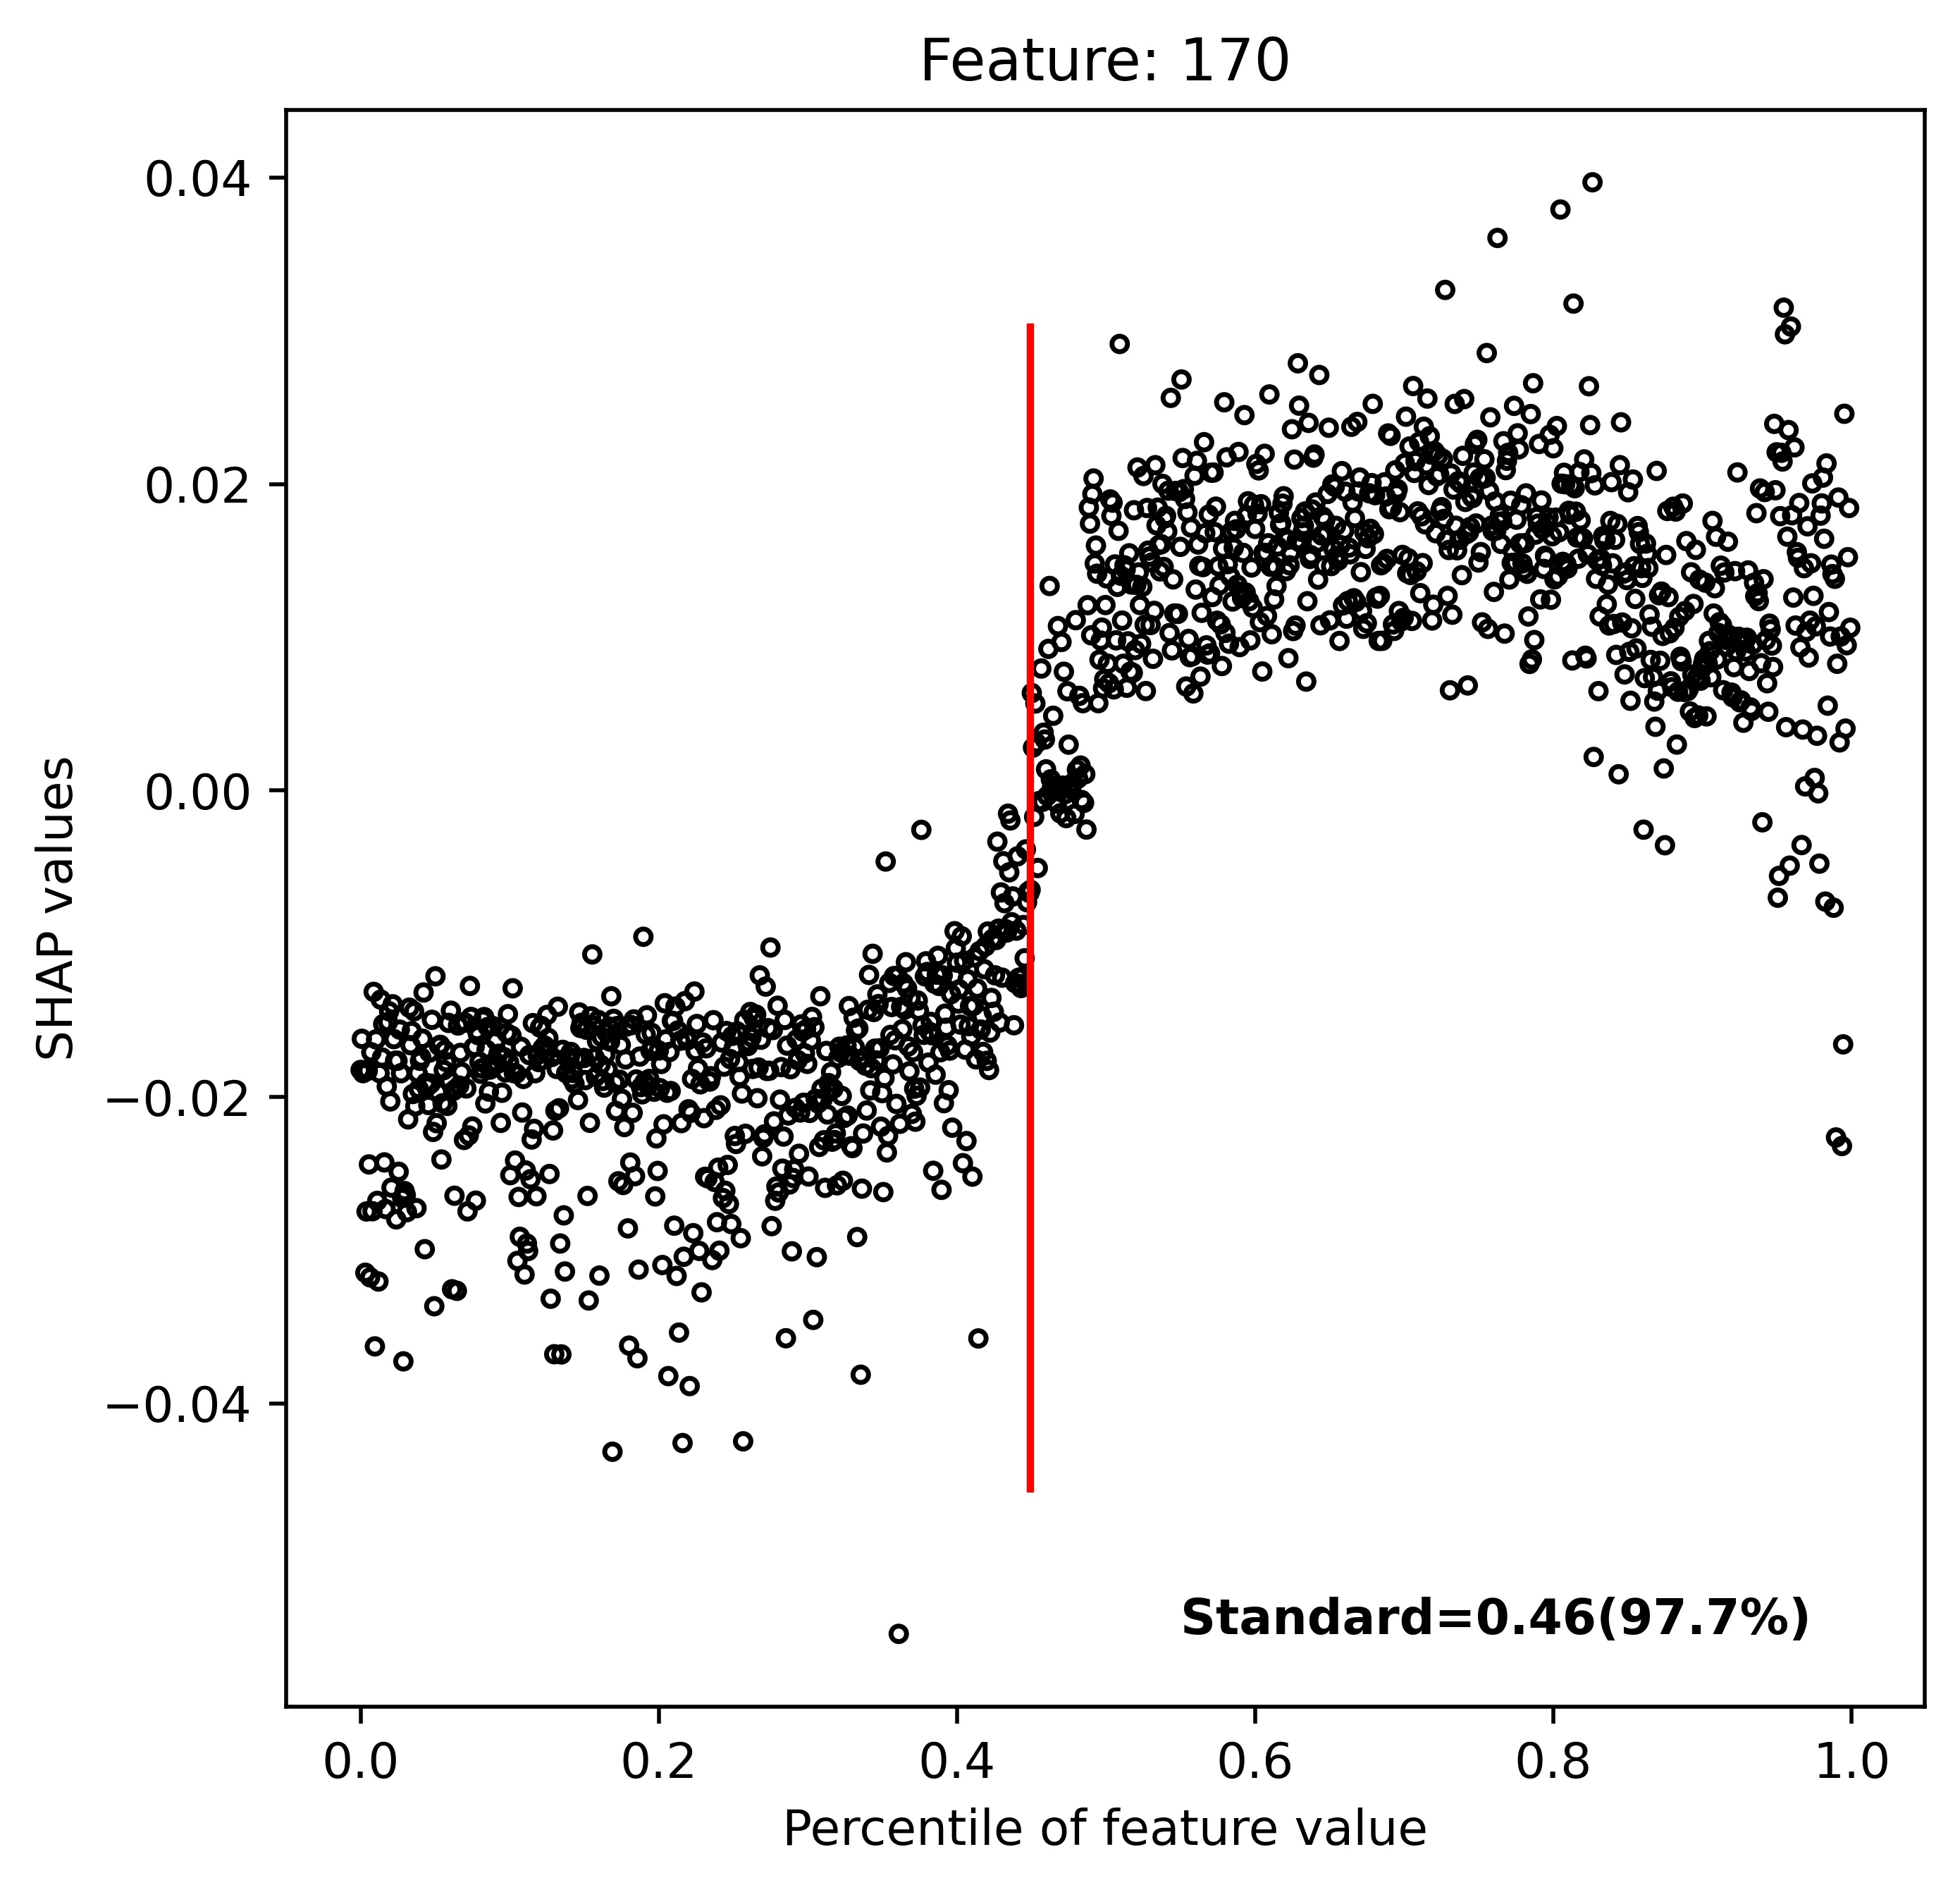 Feature: 170
0.04
0.02
0.00
−0.02
−0.04
SHAP values
Standard=0.46(97.7%)
0.0 0.2 0.4 0.6 0.8 1.0
Percentile of feature value